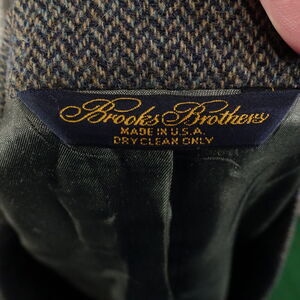 Brooks Brothers
MADE IN U.S.A.
DRY CLEAN ONLY